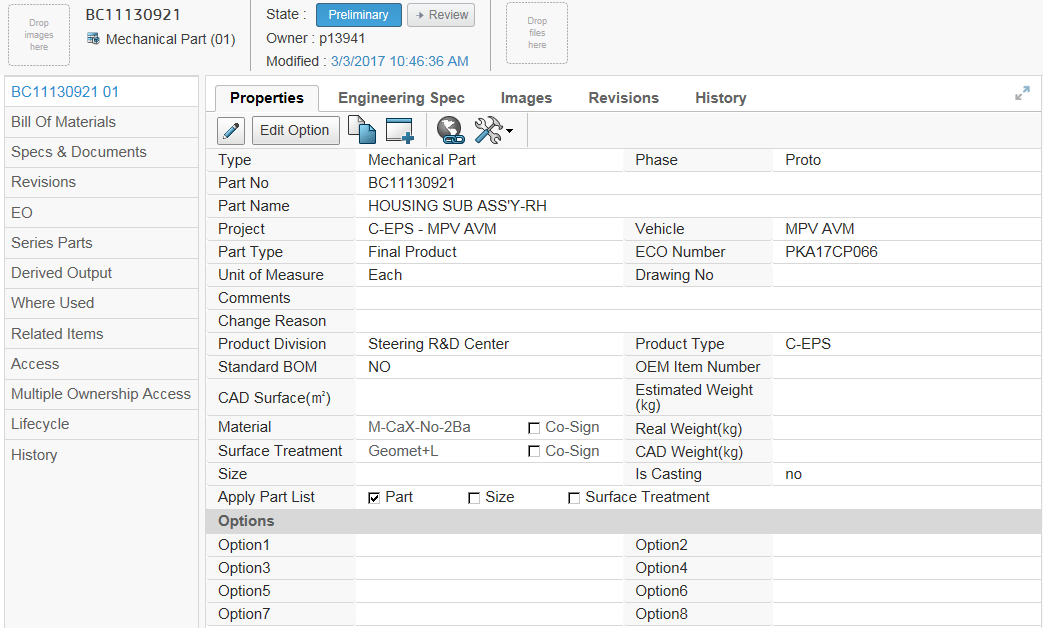 Drop images here
BC11130921
Mechanical Part (01)
State : Preliminary Review
Owner : p13941
Modified : 3/3/2017 10:46:36 AM
Drop files here
BC11130921 01
Bill Of Materials
Specs & Documents
Revisions
EO
Series Parts
Derived Output
Where Used
Related Items
Access
Multiple Ownership Access
Lifecycle
History
Properties Engineering Spec Images Revisions History
Edit Option
Type Mechanical Part Phase Proto
Part No BC11130921
Part Name HOUSING SUB ASS'Y-RH
Project C-EPS - MPV AVM Vehicle MPV AVM
Part Type Final Product ECO Number PKA17CP066
Unit of Measure Each Drawing No
Comments
Change Reason
Product Division Steering R&D Center Product Type C-EPS
Standard BOM NO OEM Item Number
CAD Surface(㎡) Estimated Weight (㎏)
Material M-CaX-No-2Ba Co-Sign Real Weight(㎏)
Surface Treatment Geomet+L Co-Sign CAD Weight(㎏)
Size Is Casting no
Apply Part List Part Size Surface Treatment
Options
Option1 Option2
Option3 Option4
Option5 Option6
Option7 Option8